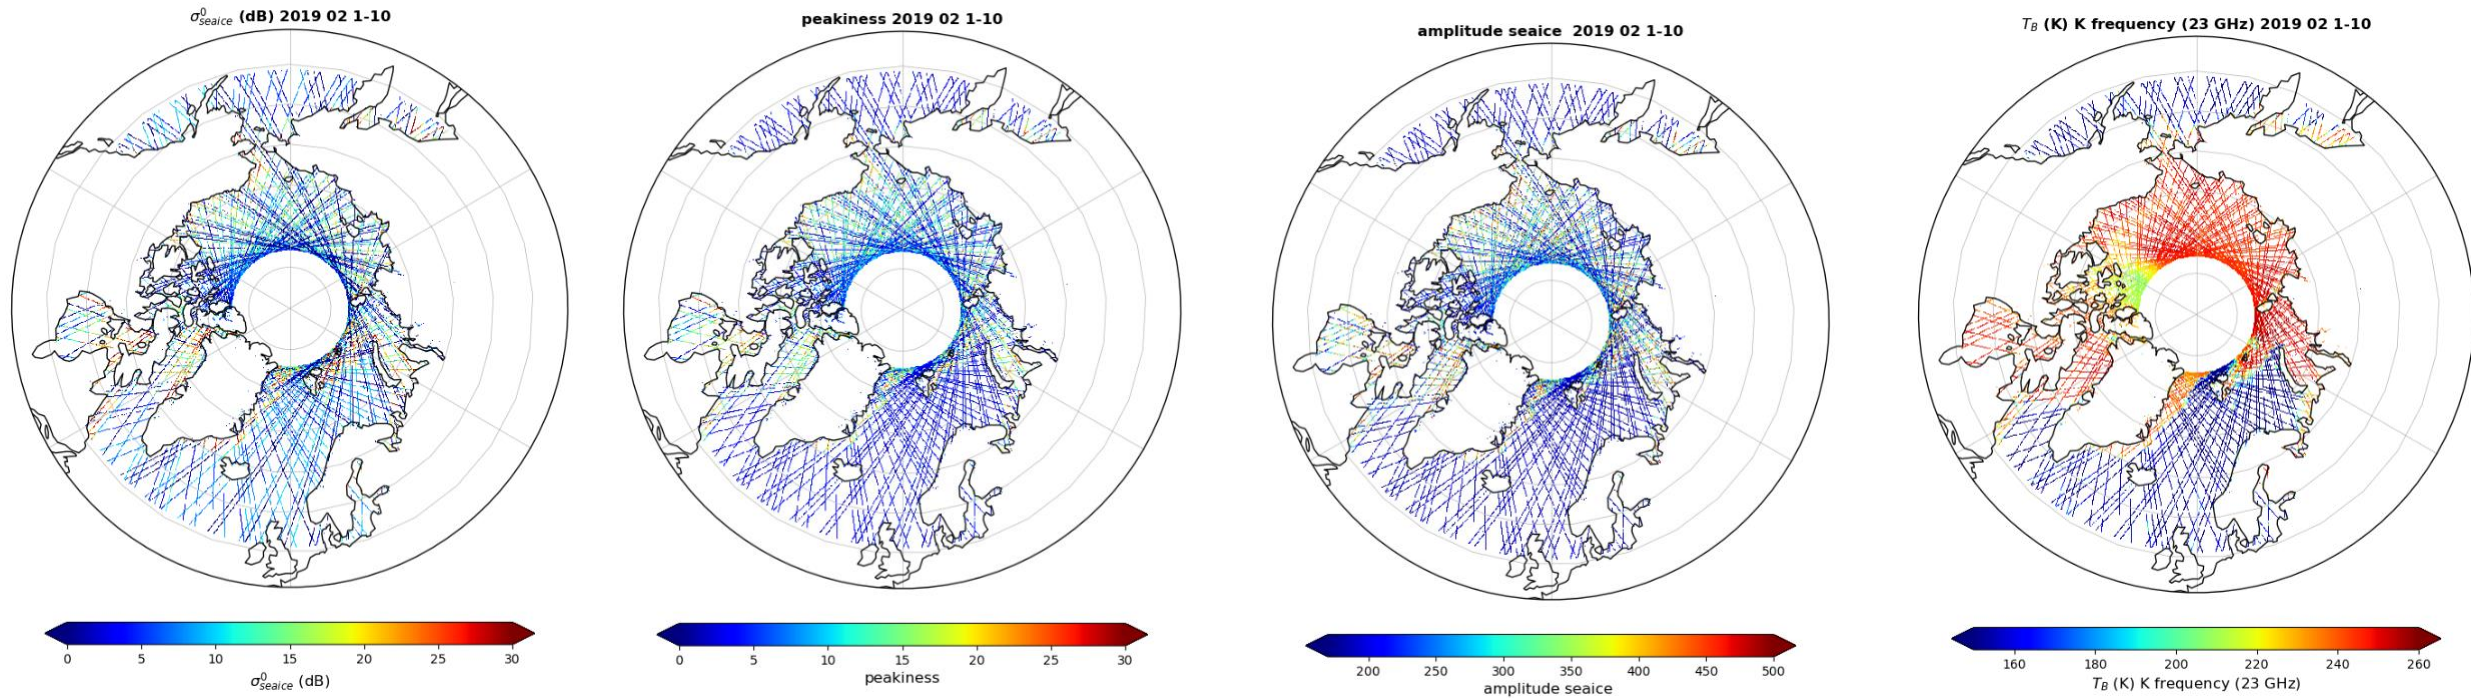 σ⁰seaice (dB) 2019 02 1-10
0 5 10 15 20 25 30
σ⁰seaice (dB)
peakiness 2019 02 1-10
0 5 10 15 20 25 30
peakiness
amplitude seaice 2019 02 1-10
200 250 300 350 400 450 500
amplitude seaice
T_B (K) K frequency (23 GHz) 2019 02 1-10
160 180 200 220 240 260
T_B (K) K frequency (23 GHz)